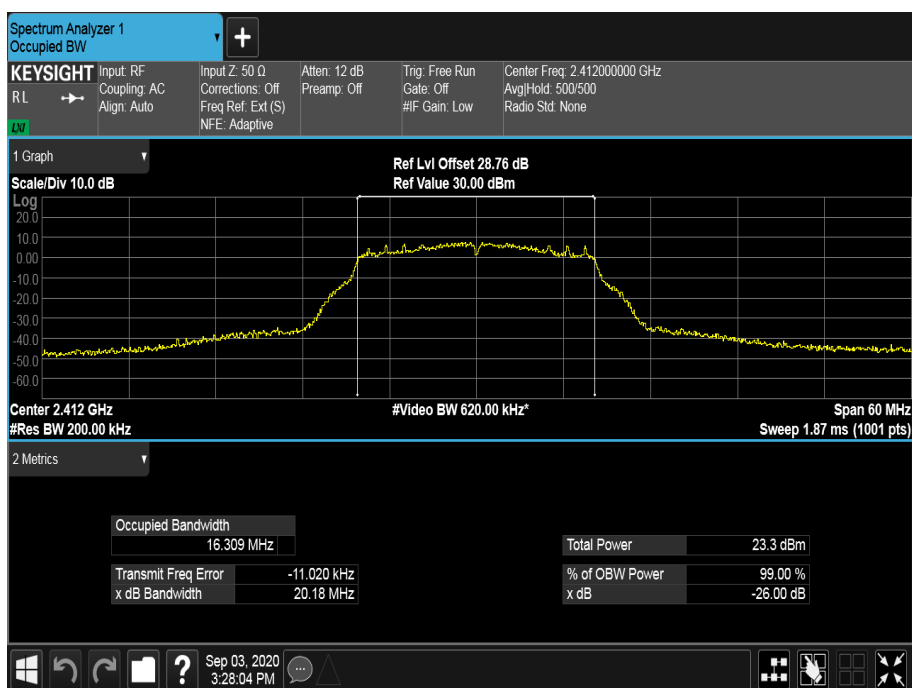 Spectrum Analyzer 1
Occupied BW
+
KEYSIGHT
RL
LXI
Input: RF
Coupling: AC
Align: Auto
Input Z: 50 Ω
Corrections: Off
Freq Ref: Ext (S)
NFE: Adaptive
Atten: 12 dB
Preamp: Off
Trig: Free Run
Gate: Off
#IF Gain: Low
Center Freq: 2.412000000 GHz
Avg|Hold: 500/500
Radio Std: None
1 Graph
Scale/Div 10.0 dB
Ref Lvl Offset 28.76 dB
Ref Value 30.00 dBm
Log
20.0
10.0
0.00
-10.0
-20.0
-30.0
-40.0
-50.0
-60.0
Center 2.412 GHz
#Video BW 620.00 kHz*
Span 60 MHz
#Res BW 200.00 kHz
Sweep 1.87 ms (1001 pts)
2 Metrics
Occupied Bandwidth
16.309 MHz
Transmit Freq Error -11.020 kHz
x dB Bandwidth 20.18 MHz
Total Power 23.3 dBm
% of OBW Power 99.00 %
x dB -26.00 dB
?
Sep 03, 2020
3:28:04 PM